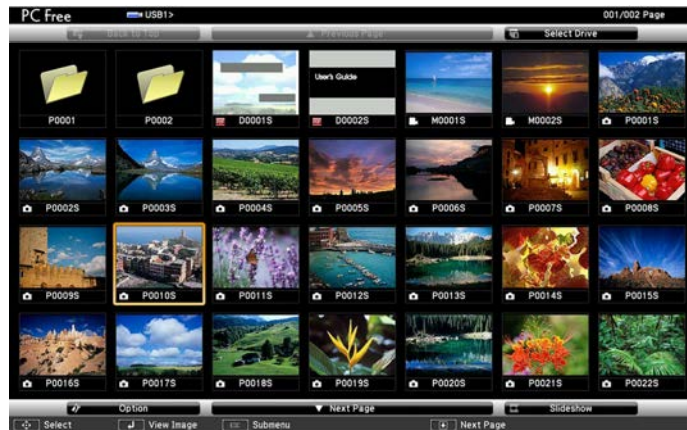 PC Free USB1> 001/002 Page
Back to Top Previous Page Select Drive
User's Guide
P0001 P0002 D0001S D0002S M0001S M0002S P0001S
P0002S P0003S P0004S P0005S P0006S P0007S P0008S
P0009S P0010S P0011S P0012S P0013S P0014S P0015S
P0016S P0017S P0018S P0019S P0020S P0021S P0022S
Option Next Page Slideshow
Select View Image Esc Submenu Next Page